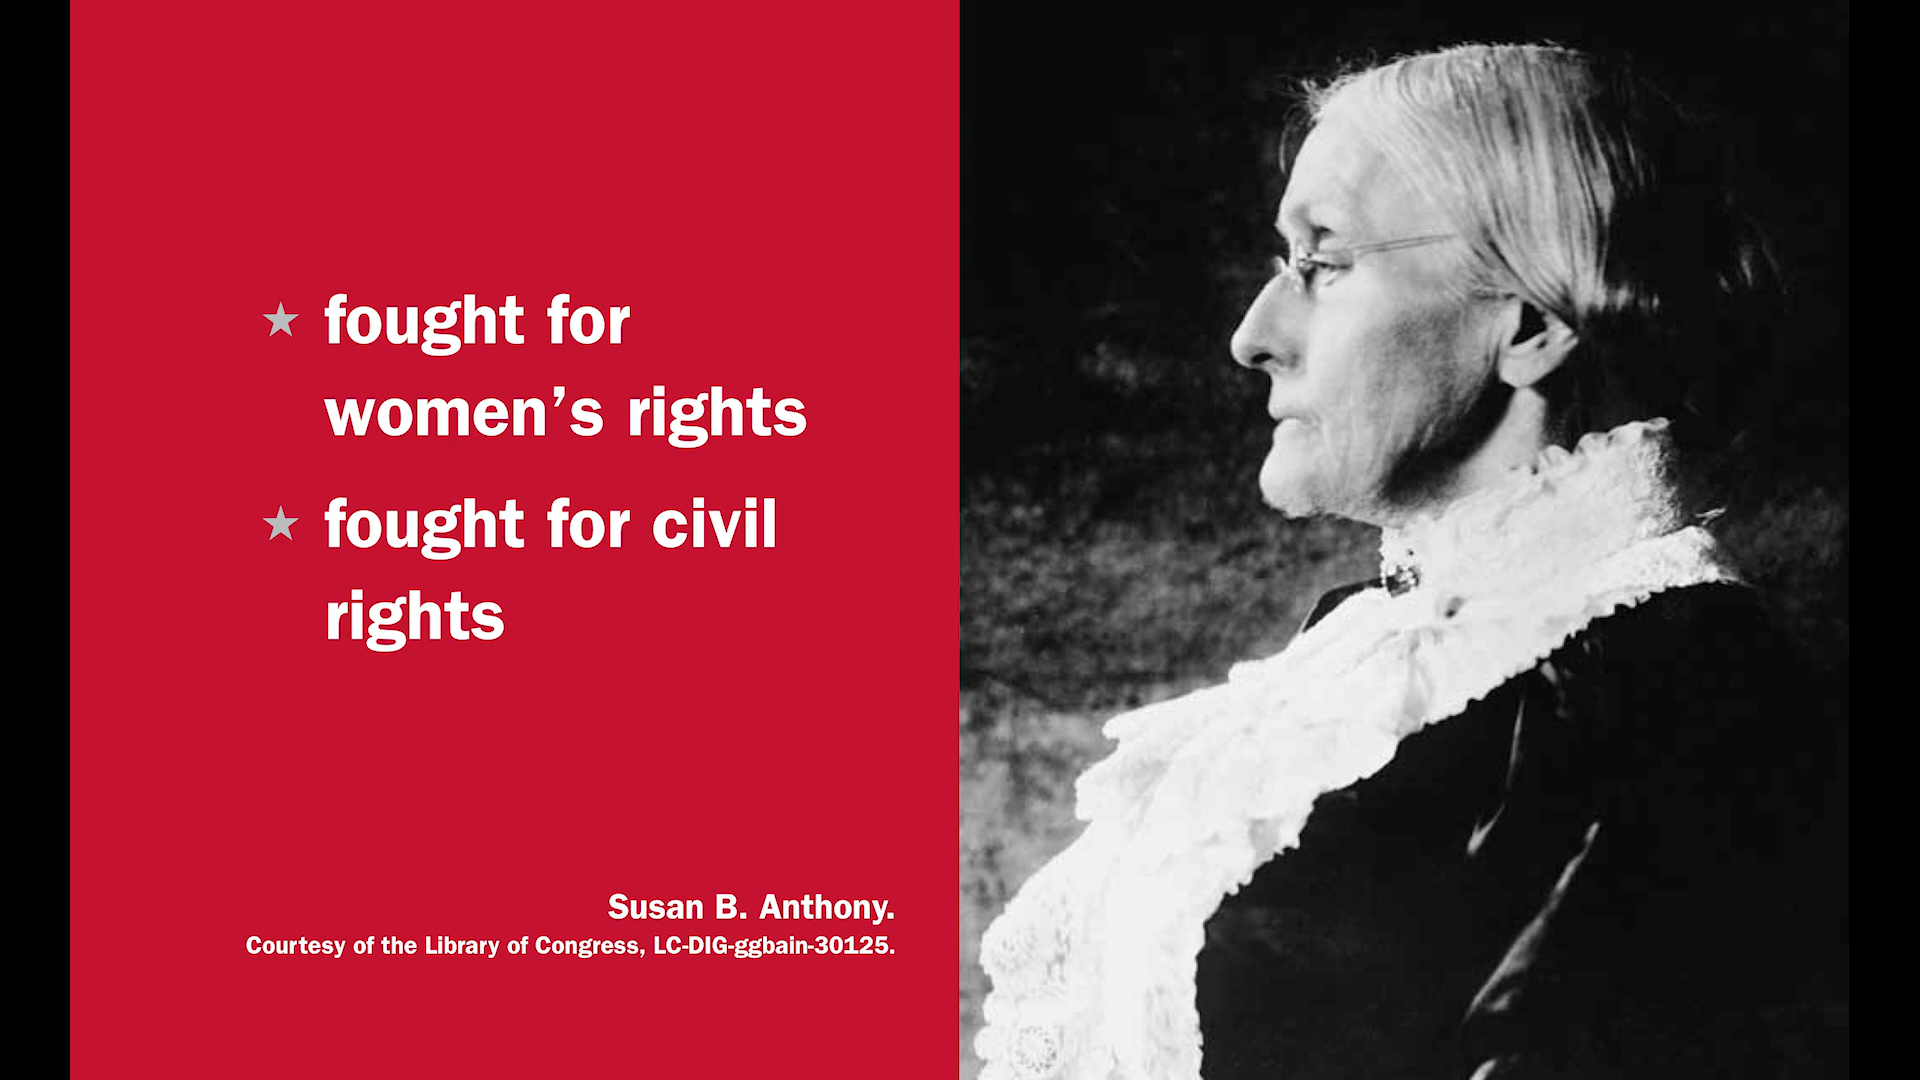 fought for
women’s rights
fought for civil
rights
Susan B. Anthony.
Courtesy of the Library of Congress, LC-DIG-ggbain-30125.